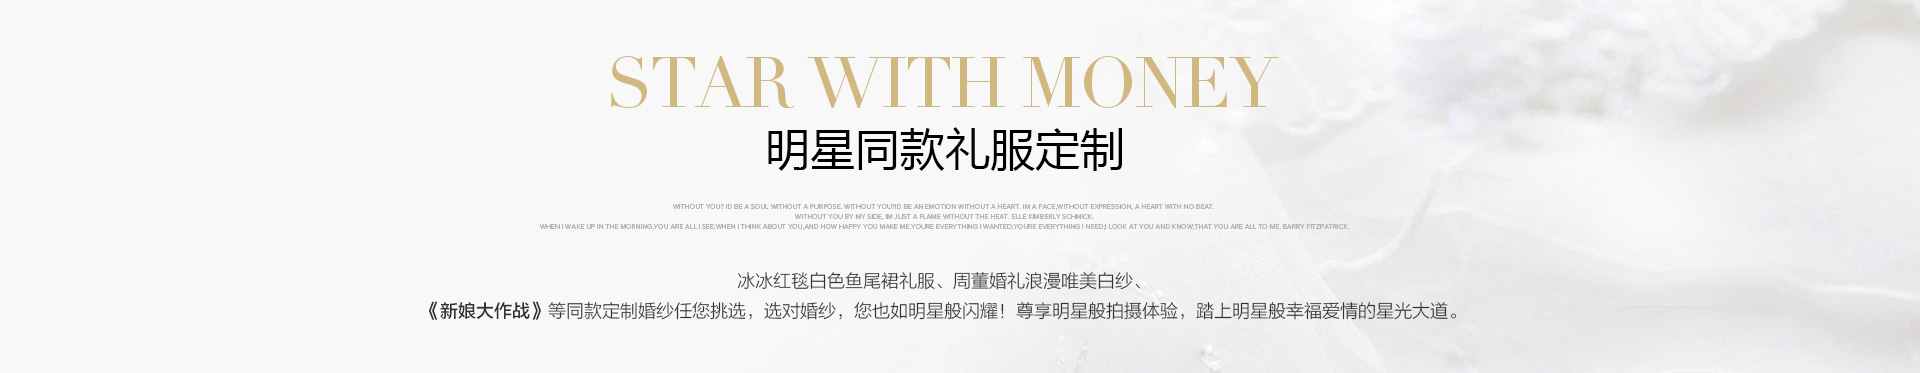 STAR WITH MONEY
明星同款礼服定制
WITHOUT YOU? ID BE A SOUL WITHOUT A PURPOSE. WITHOUT YOU?ID BE AN EMOTION WITHOUT A HEART. IM A FACE,WITHOUT EXPRESSION, A HEART WITH NO BEAT.
WITHOUT YOU BY MY SIDE, IM JUST A FLAME WITHOUT THE HEAT. ELLE KIMBERLY SCHMICK.
WHEN I WAKE UP IN THE MORNING,YOU ARE ALL I SEE;WHEN I THINK ABOUT YOU,AND HOW HAPPY YOU MAKE ME.YOURE EVERYTHING I WANTED;YOURE EVERYTHING I NEED;I LOOK AT YOU AND KNOW;THAT YOU ARE ALL TO ME. BARRY FITZPATRICK.
冰冰红毯白色鱼尾裙礼服、周董婚礼浪漫唯美白纱、
《新娘大作战》等同款定制婚纱任您挑选，选对婚纱，您也如明星般闪耀！尊享明星般拍摄体验，踏上明星般幸福爱情的星光大道。